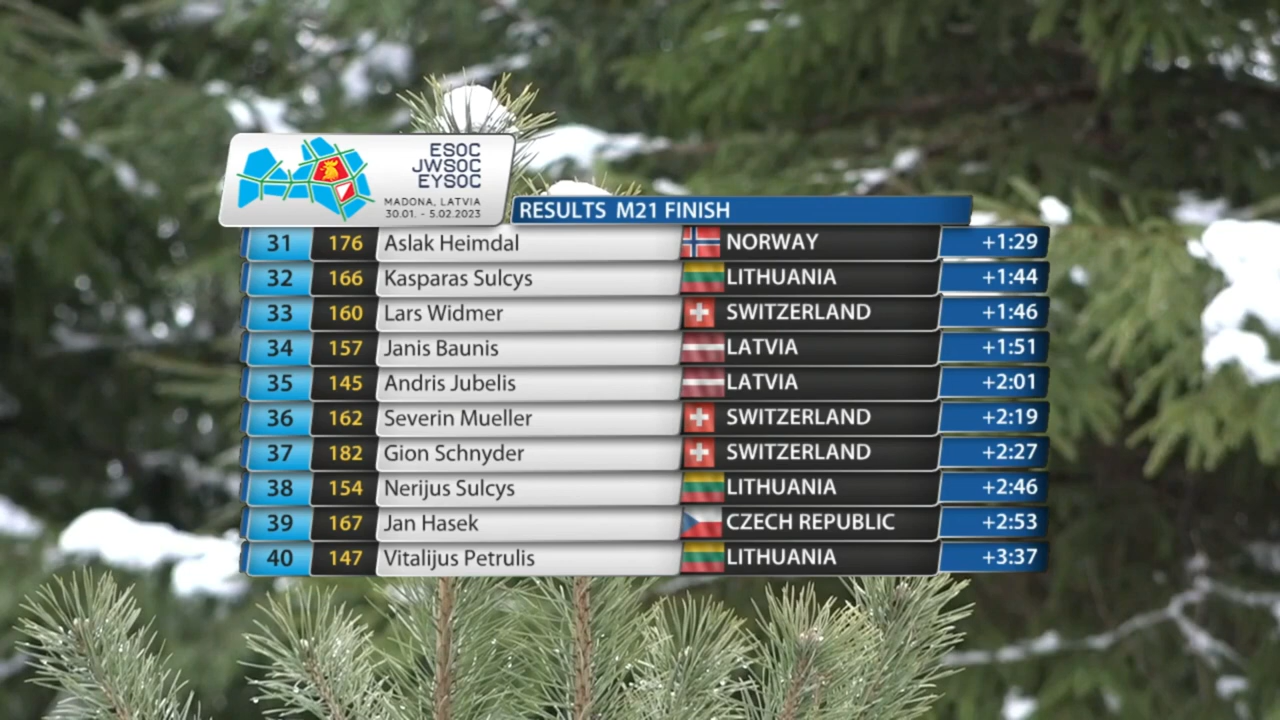 ESOC
JWSOC
EYSOC
MADONA, LATVIA
30.01. - 5.02.2023
RESULTS M21 FINISH
31 176 Aslak Heimdal NORWAY +1:29
32 166 Kasparas Sulcys LITHUANIA +1:44
33 160 Lars Widmer SWITZERLAND +1:46
34 157 Janis Baunis LATVIA +1:51
35 145 Andris Jubelis LATVIA +2:01
36 162 Severin Mueller SWITZERLAND +2:19
37 182 Gion Schnyder SWITZERLAND +2:27
38 154 Nerijus Sulcys LITHUANIA +2:46
39 167 Jan Hasek CZECH REPUBLIC +2:53
40 147 Vitalijus Petrulis LITHUANIA +3:37